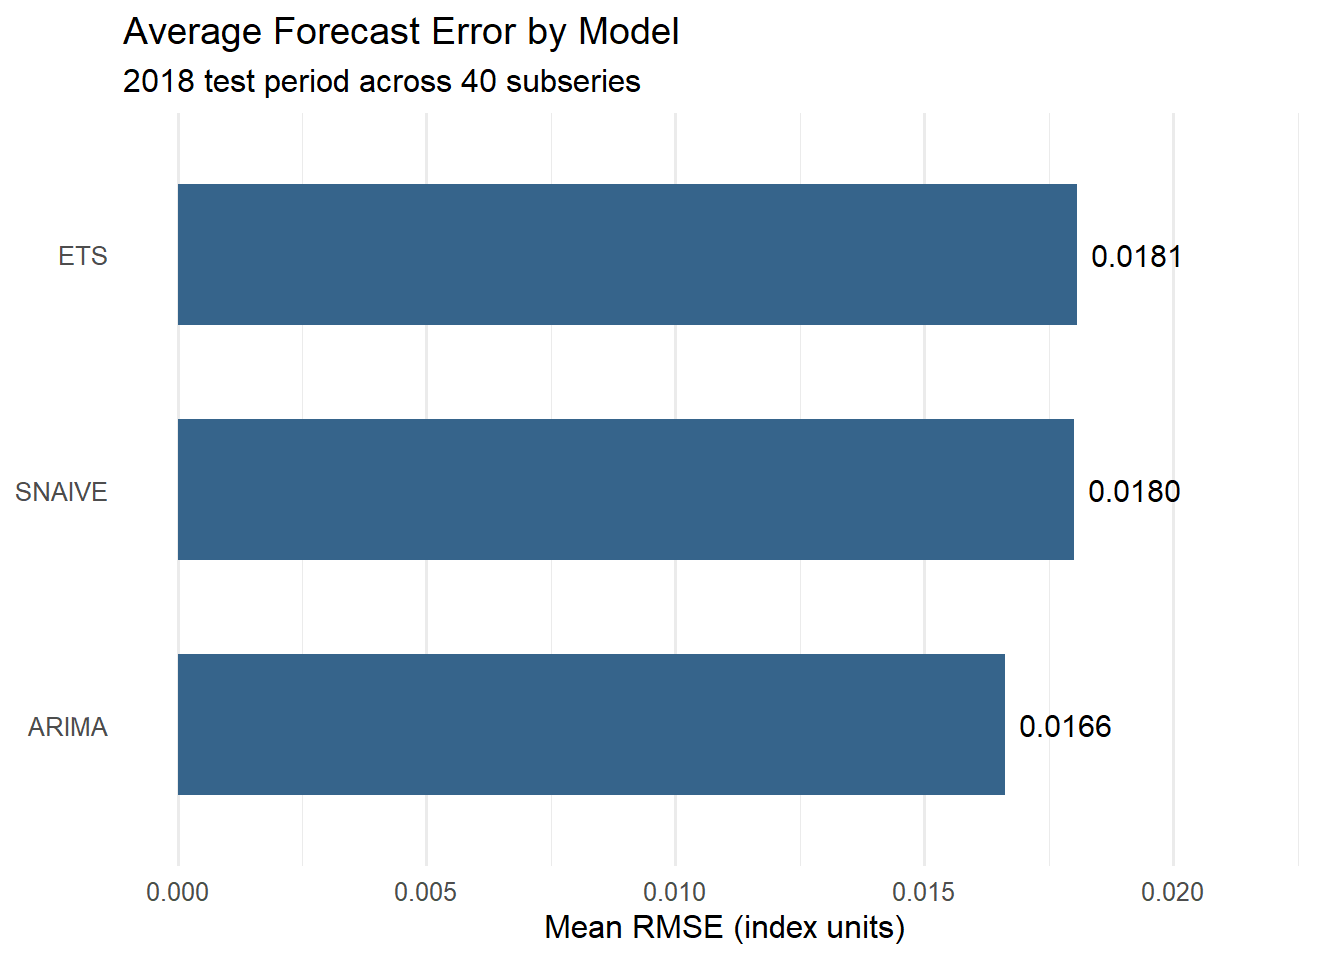 Average Forecast Error by Model
2018 test period across 40 subseries
ETS
0.0181
SNAIVE
0.0180
ARIMA
0.0166
0.000 0.005 0.010 0.015 0.020
Mean RMSE (index units)